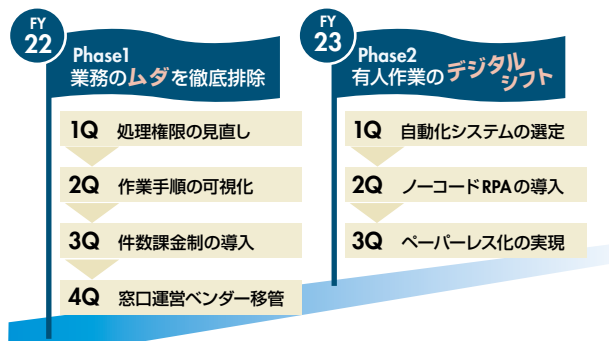 FY
22
Phase1
業務のムダを徹底排除
1Q 処理権限の見直し
2Q 作業手順の可視化
3Q 件数課金制の導入
4Q 窓口運営ベンダー移管
FY
23
Phase2
有人作業のデジタル
シフト
1Q 自動化システムの選定
2Q ノーコードRPAの導入
3Q ペーパーレス化の実現